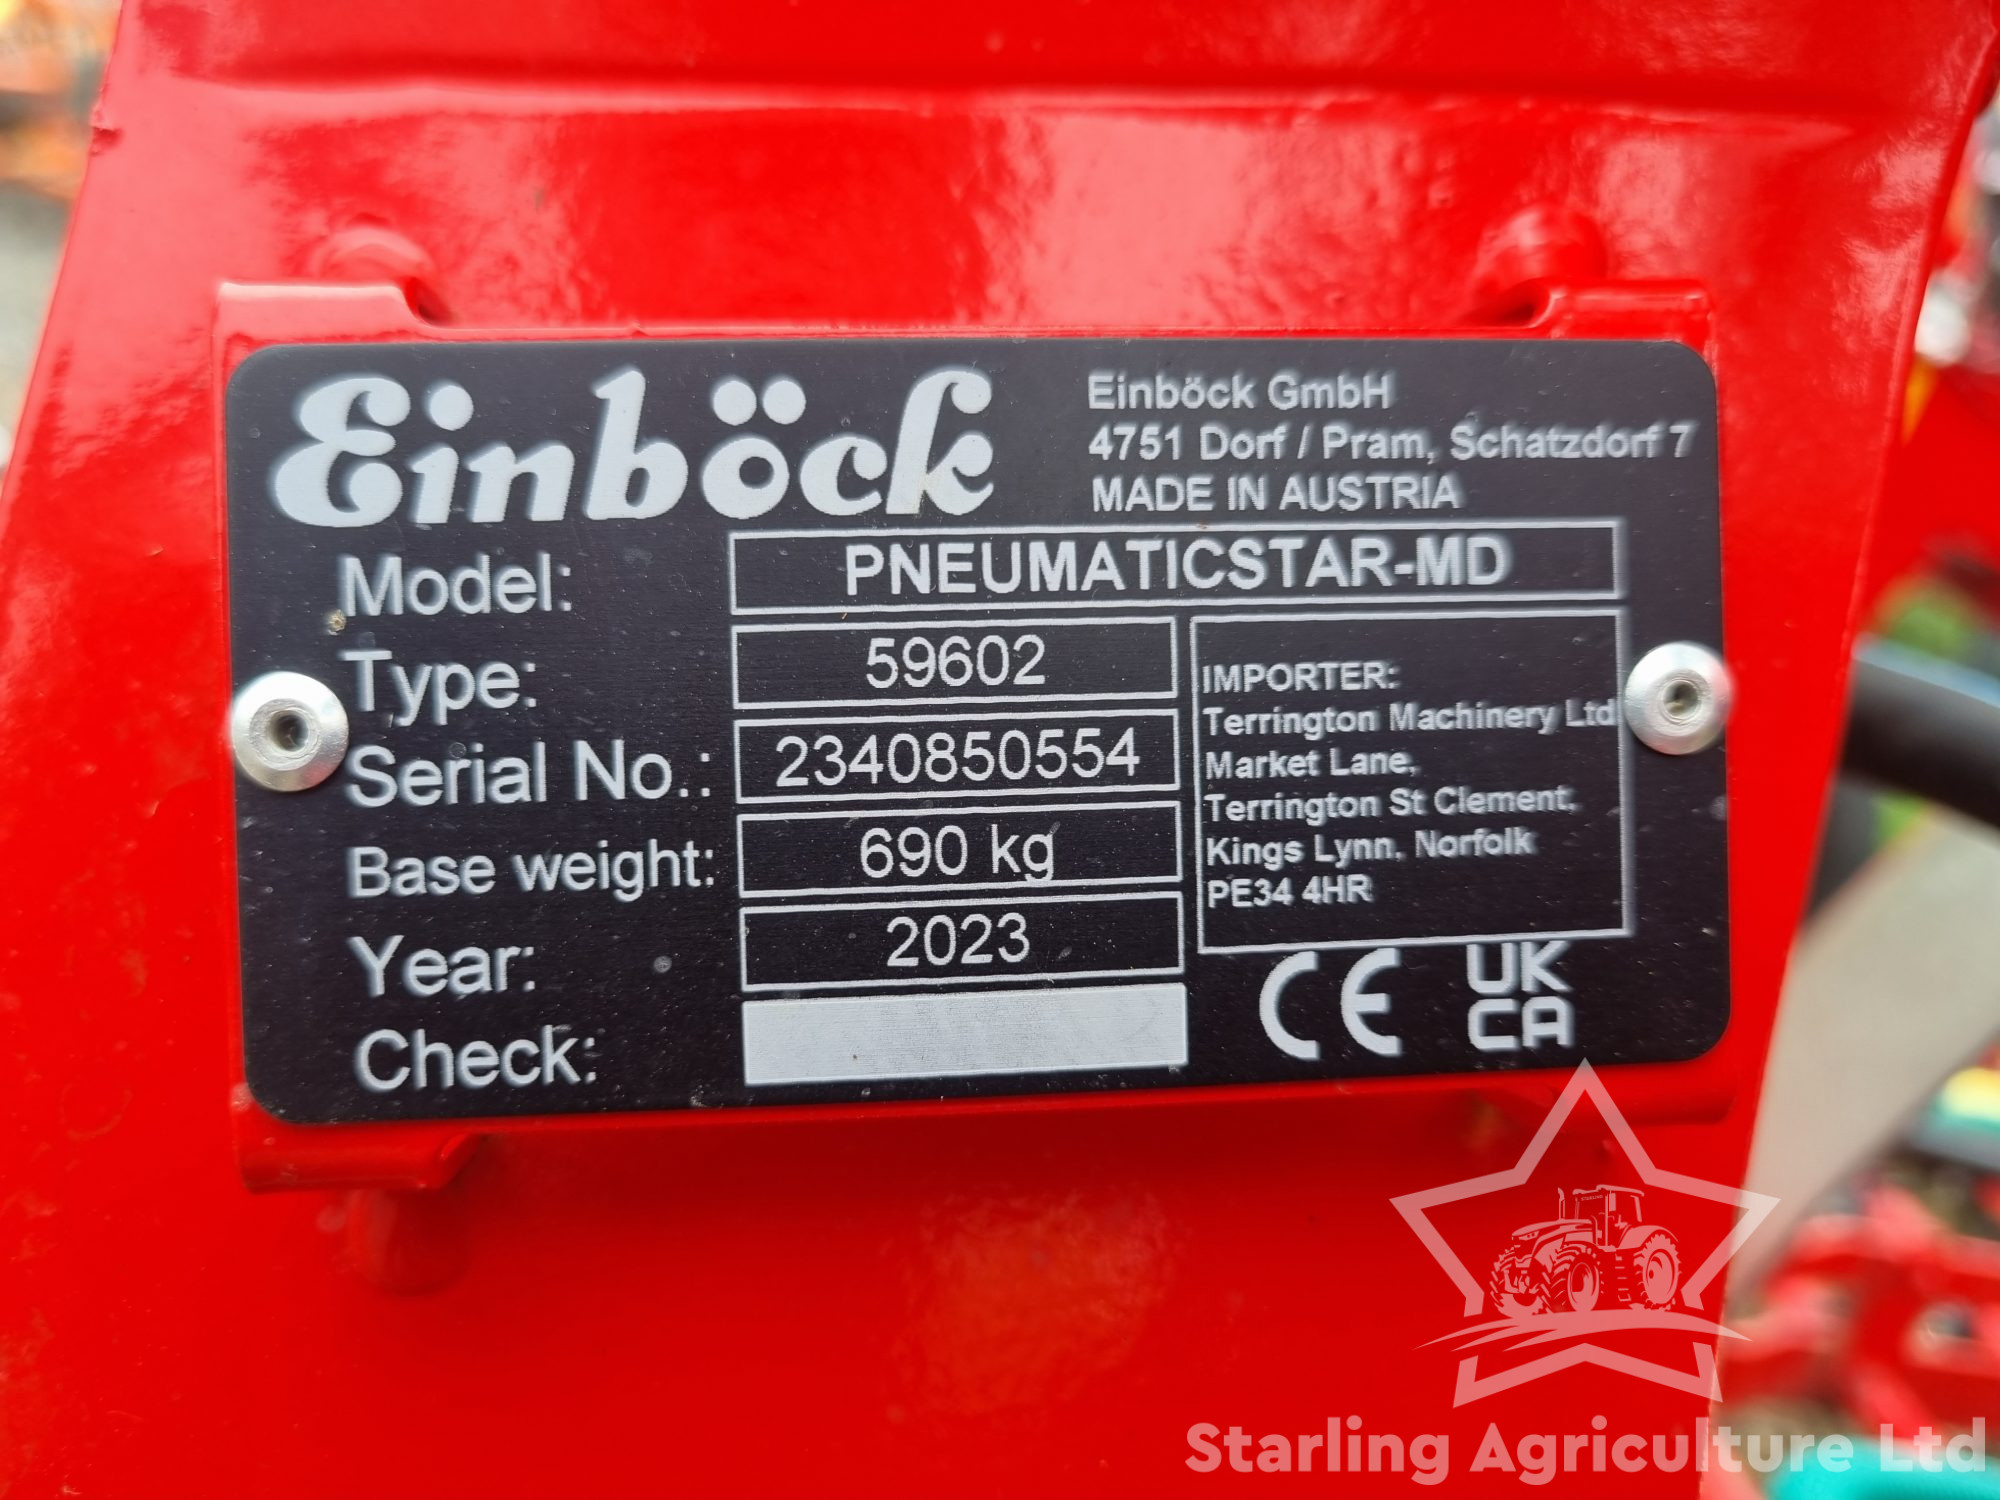 Einböck
Einböck GmbH
4751 Dorf / Pram, Schatzdorf 7
MADE IN AUSTRIA
Model: PNEUMATICSTAR-MD
Type: 59602
Serial No.: 2340850554
Base weight: 690 kg
Year: 2023
Check:
IMPORTER:
Terrington Machinery Ltd
Market Lane,
Terrington St Clement,
Kings Lynn, Norfolk
PE34 4HR
CE
UK
CA
Starling Agriculture Ltd